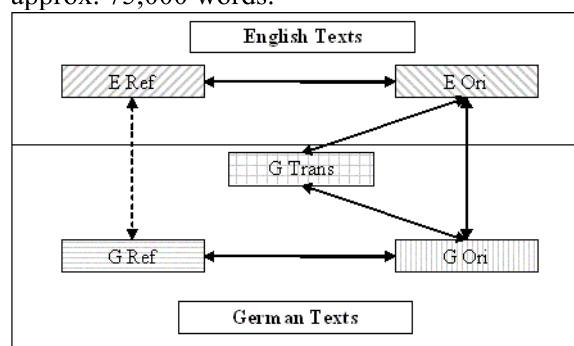 approx. 75,000 words.
English Texts
E Ref
E Ori
G Trans
G Ref
G Ori
German Texts